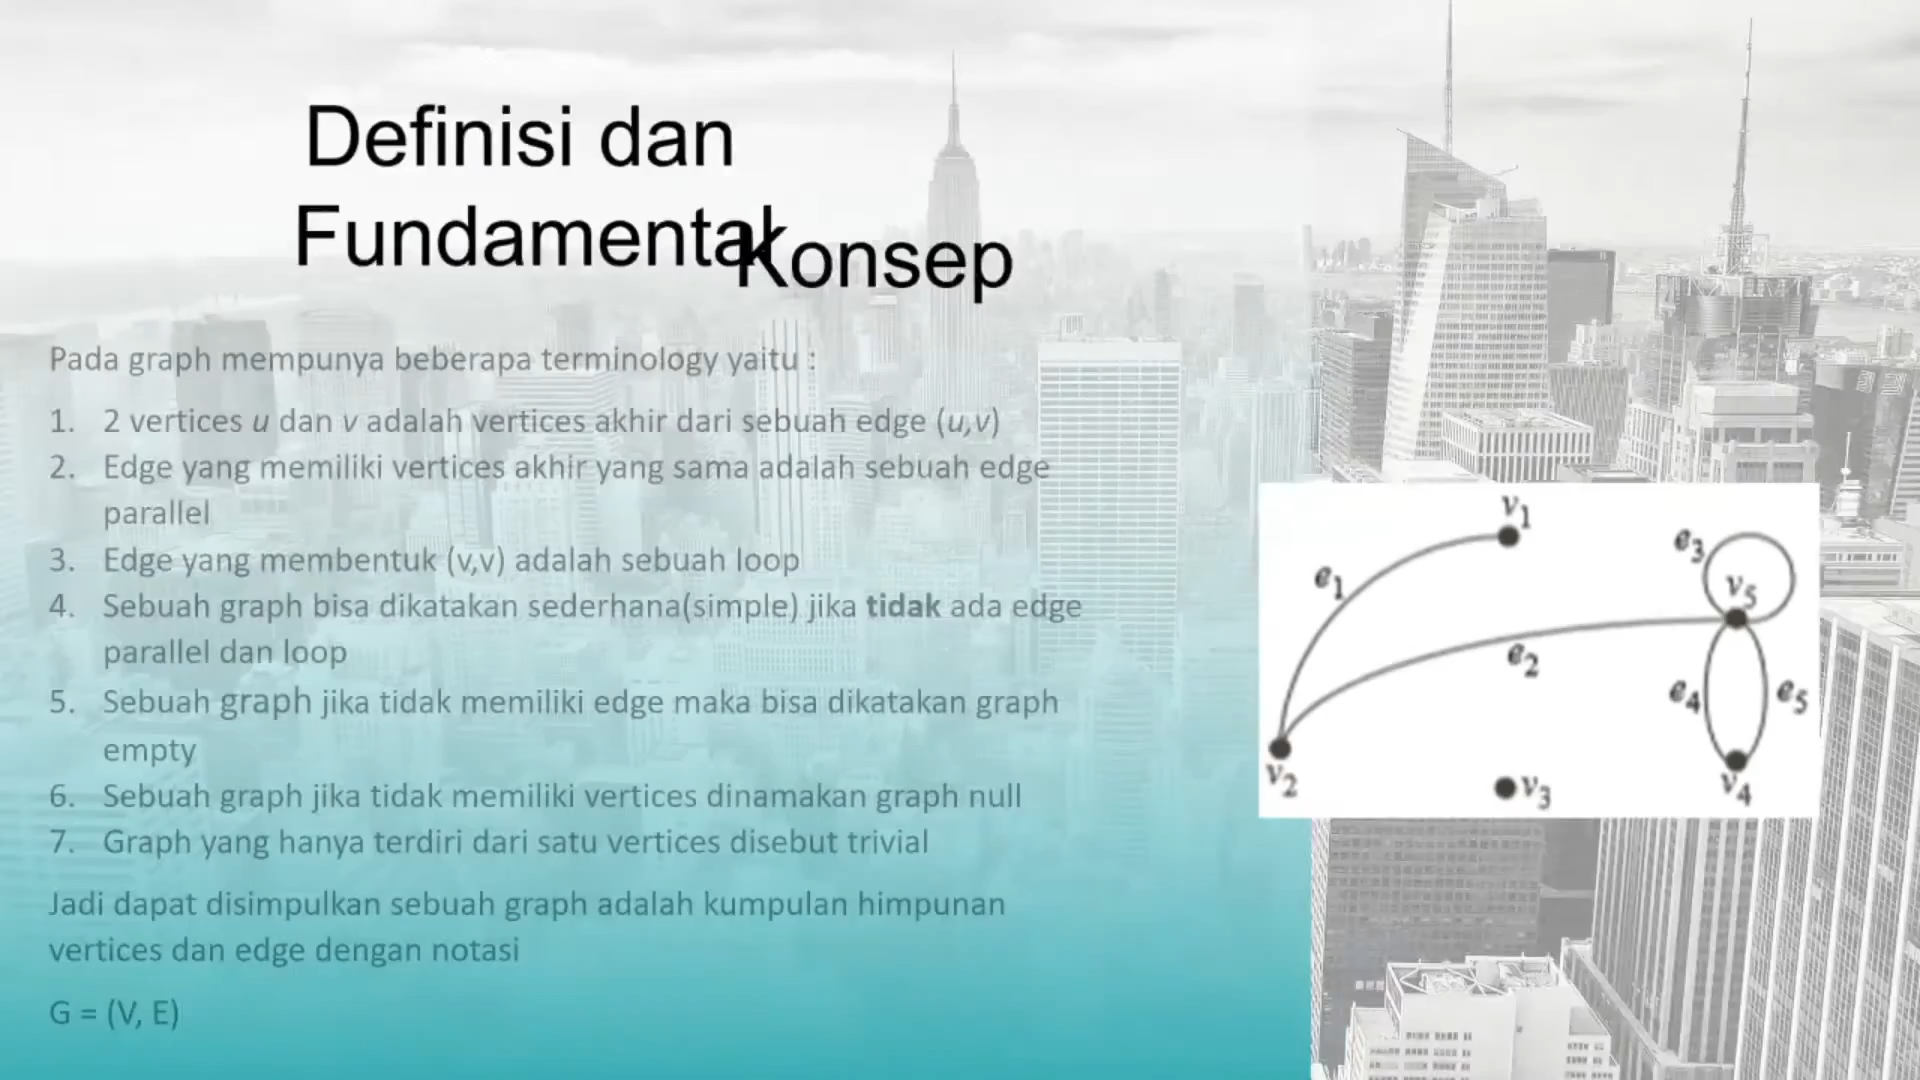 Definisi dan
Fundamental
Konsep
Pada graph mempunya beberapa terminology yaitu :
1. 2 vertices u dan v adalah vertices akhir dari sebuah edge (u,v)
2. Edge yang memiliki vertices akhir yang sama adalah sebuah edge
parallel
3. Edge yang membentuk (v,v) adalah sebuah loop
4. Sebuah graph bisa dikatakan sederhana(simple) jika tidak ada edge
parallel dan loop
5. Sebuah graph jika tidak memiliki edge maka bisa dikatakan graph
empty
6. Sebuah graph jika tidak memiliki vertices dinamakan graph null
7. Graph yang hanya terdiri dari satu vertices disebut trivial
Jadi dapat disimpulkan sebuah graph adalah kumpulan himpunan
vertices dan edge dengan notasi
G = (V, E)
v1
e3
e1
v5
e2
e4
e5
v2
v3
v4